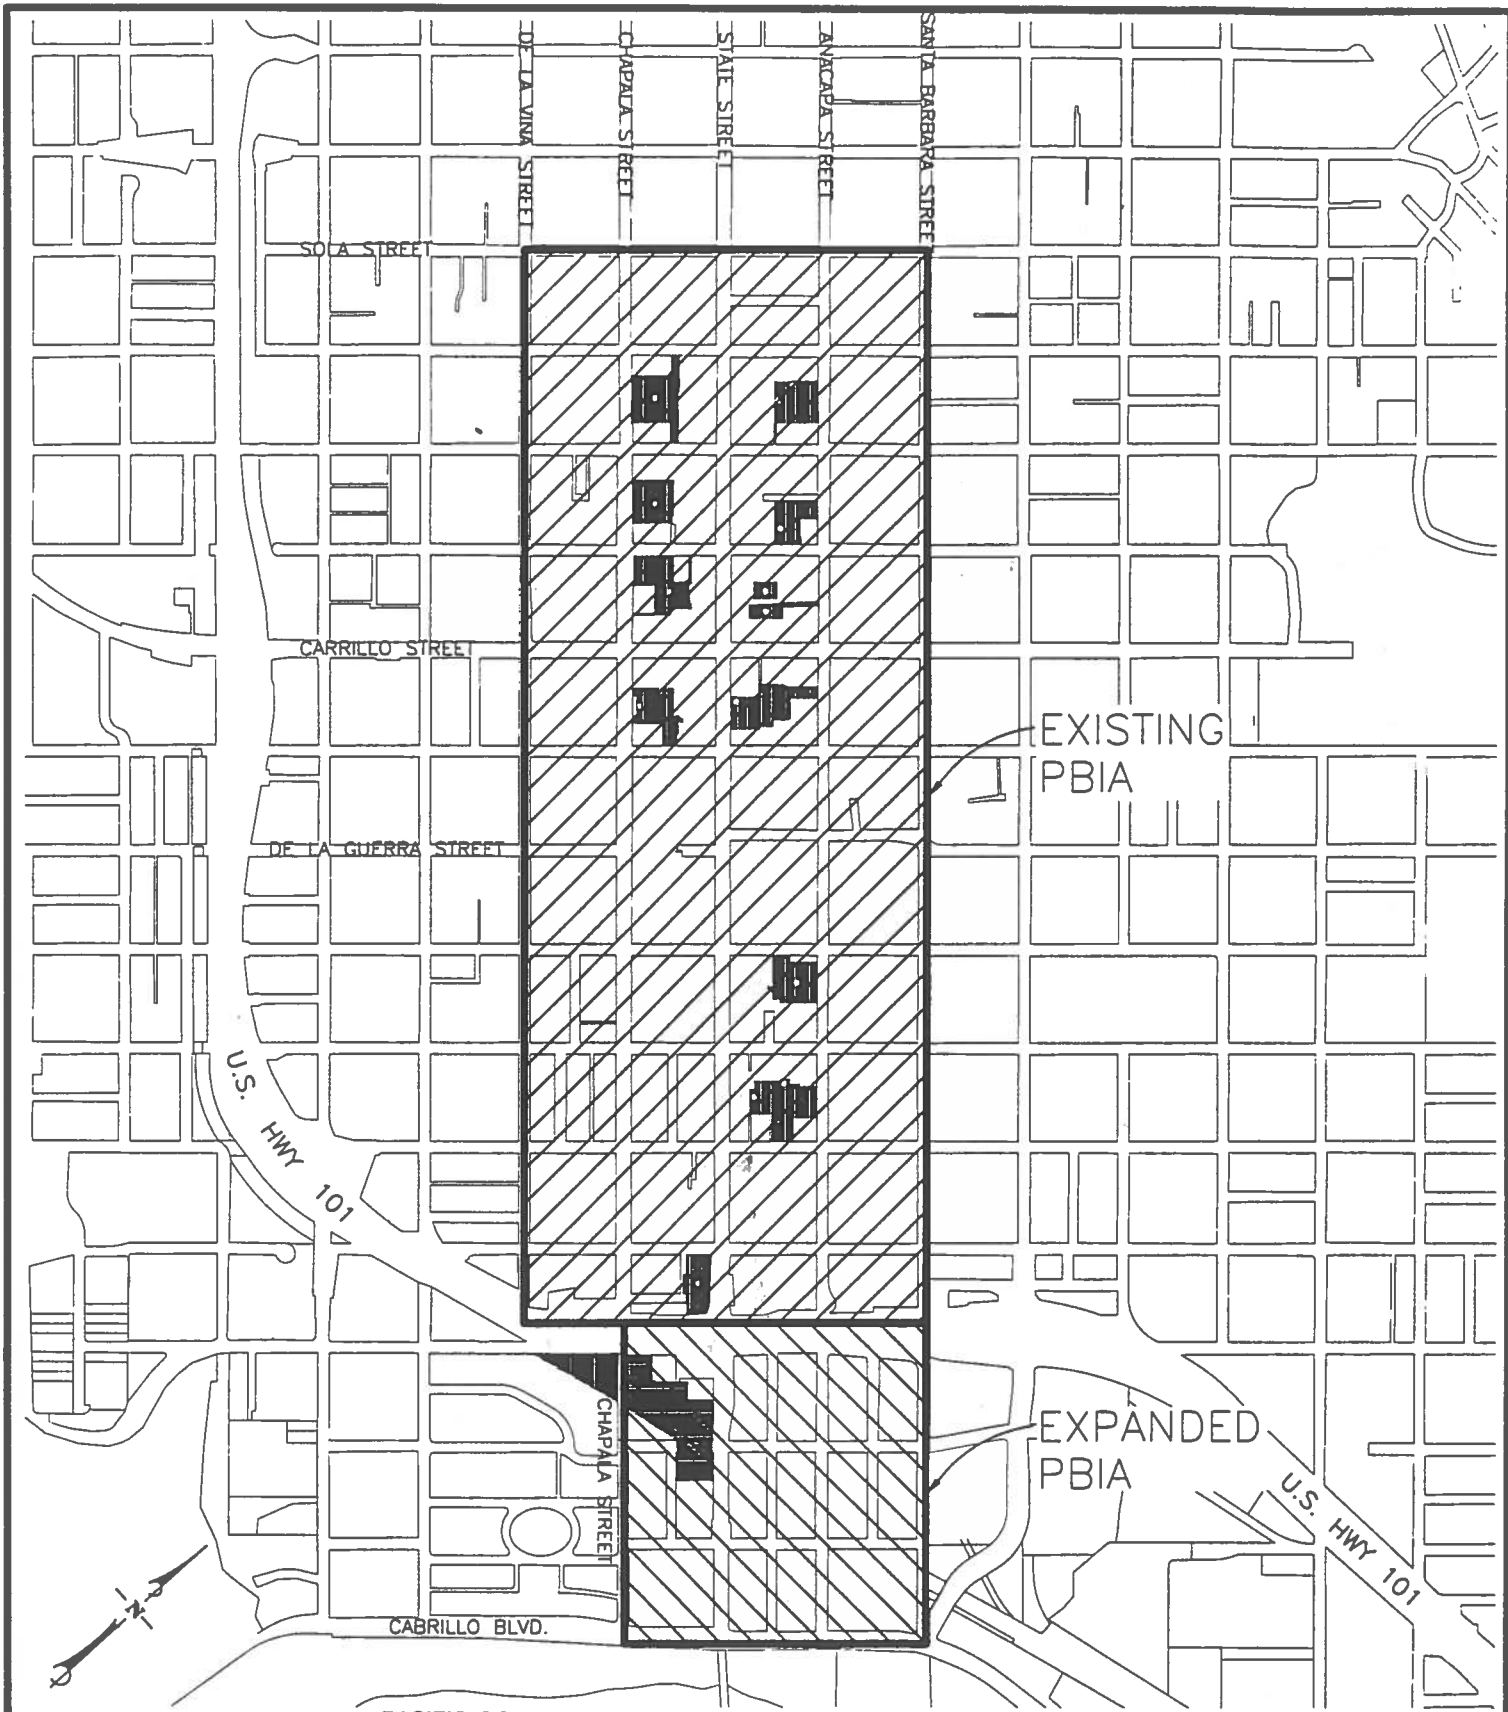 DE LA VINA STREET
CHAPALA STREET
STATE STREET
ANACAPA STREET
SANTA BARBARA STREET
SOLA STREET
CARRILLO STREET
EXISTING
PBIA
DE LA GUERRA STREET
U.S. HWY 101
EXPANDED
PBIA
CHAPALA STREET
U.S. HWY 101
CABRILLO BLVD.
N